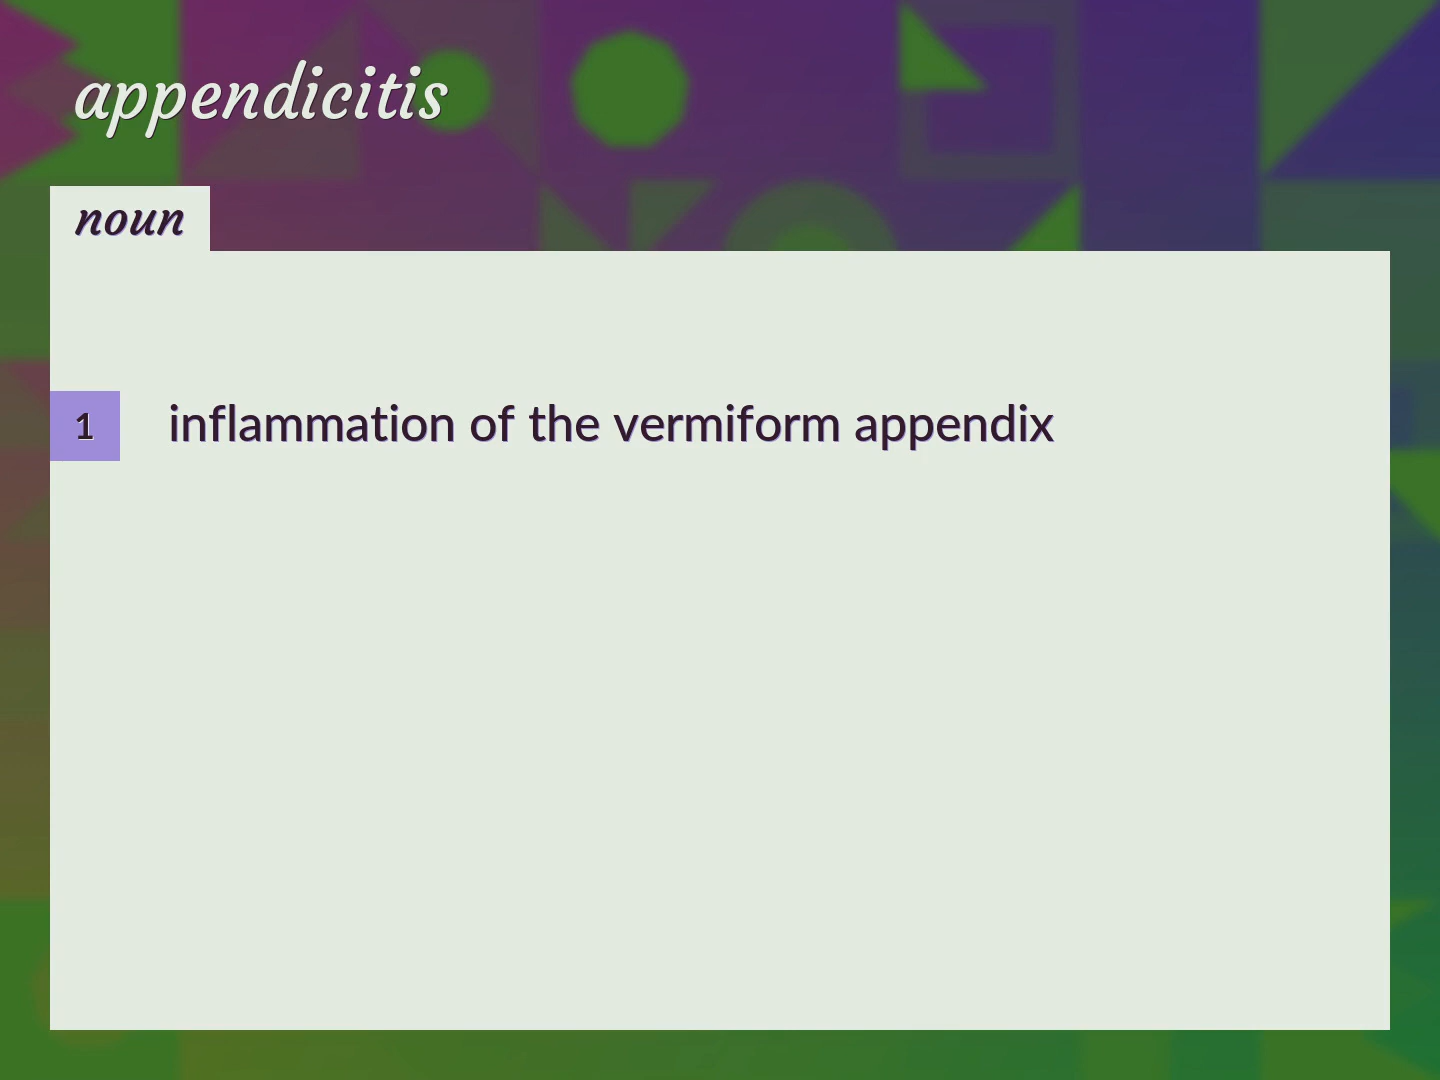 appendicitis
noun
1 inflammation of the vermiform appendix